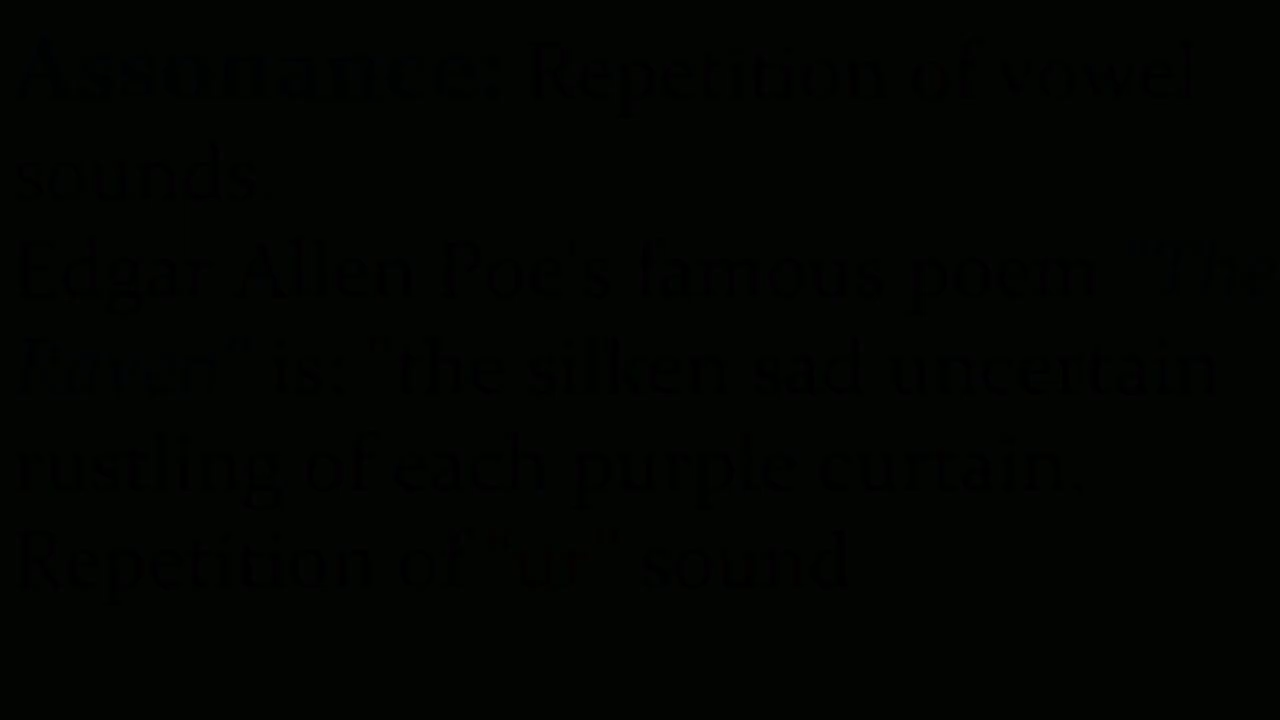 Assonance: Repetition of vowel
sounds.
Edgar Allen Poe's famous poem "The
Raven" is: "the silken sad uncertain
rustling of each purple curtain.
Repetition of "ur" sound